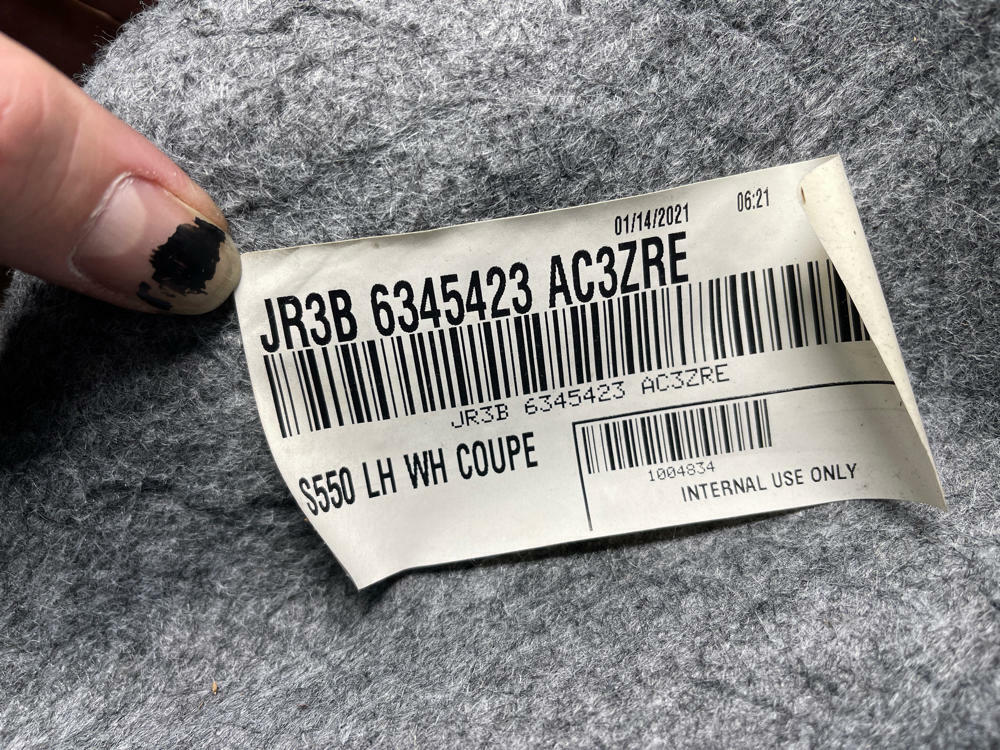 01/14/2021 06:21
JR3B 6345423 AC3ZRE
JR3B 6345423 AC3ZRE
S550 LH WH COUPE
1004834
INTERNAL USE ONLY